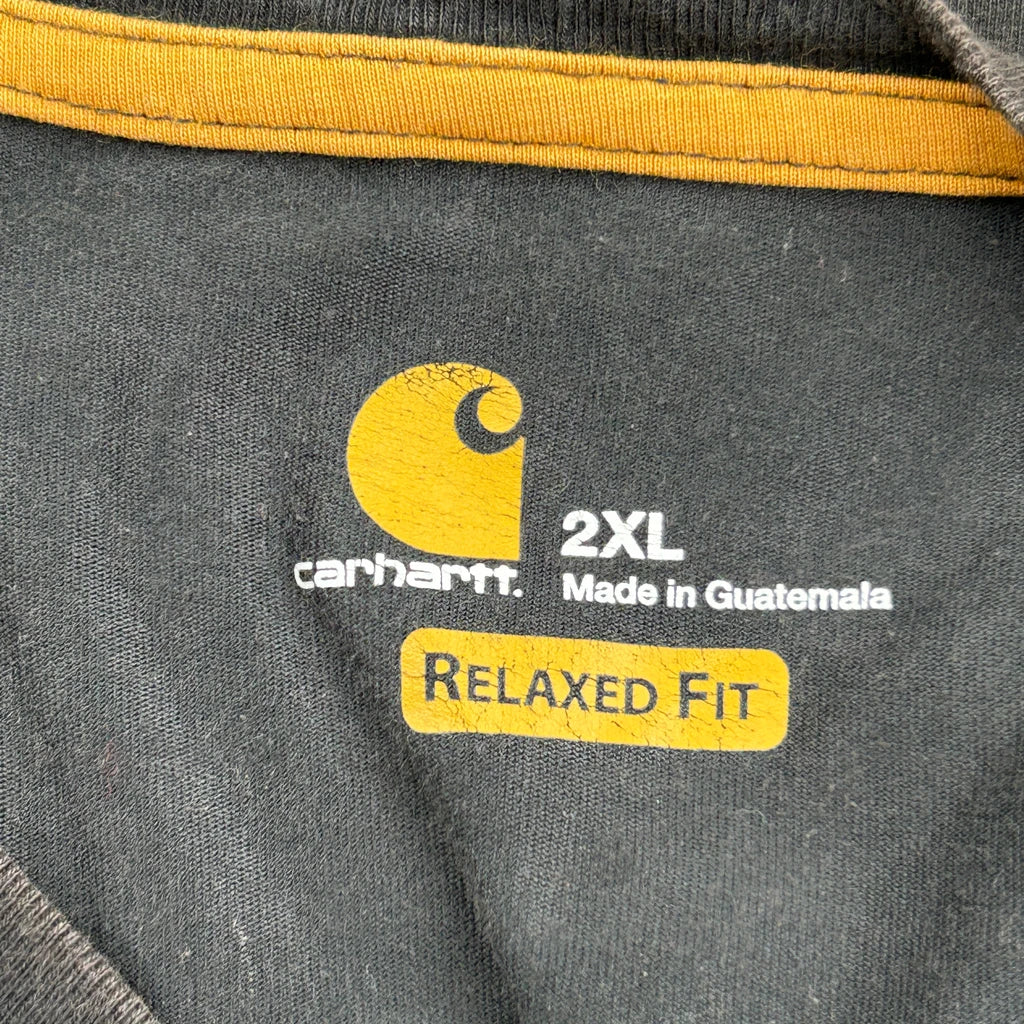 carhartt.
2XL
Made in Guatemala
RELAXED FIT